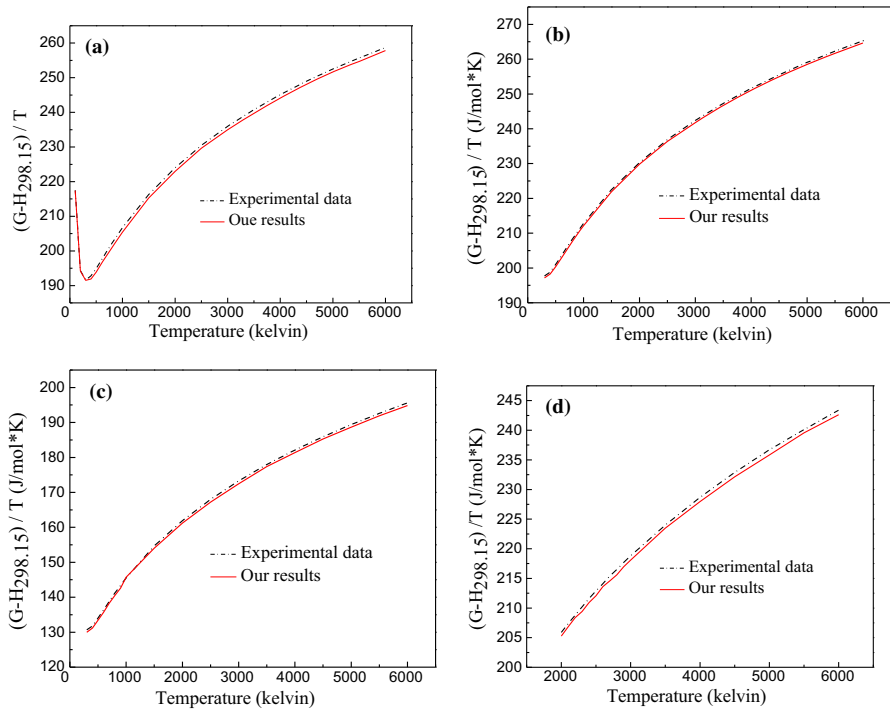 (a)
260
250
240
230
220
210
200
190
((G-H298.15) / T
Experimental data
Oue results
0 1000 2000 3000 4000 5000 6000
Temperature (kelvin)
(b)
270
260
250
240
230
220
210
200
190
(G-H298.15) / T (J/mol*K)
Experimental data
Our results
0 1000 2000 3000 4000 5000 6000
Temperature (kelvin)
(c)
200
190
180
170
160
150
140
130
120
(G-H298.15) / T (J/mol*K)
Experimental data
Our results
0 1000 2000 3000 4000 5000 6000
Temperature (kelvin)
(d)
245
240
235
230
225
220
215
210
205
200
(G-H298.15) /T (J/mol*K)
Experimental data
Our results
2000 3000 4000 5000 6000
Temperature (kelvin)